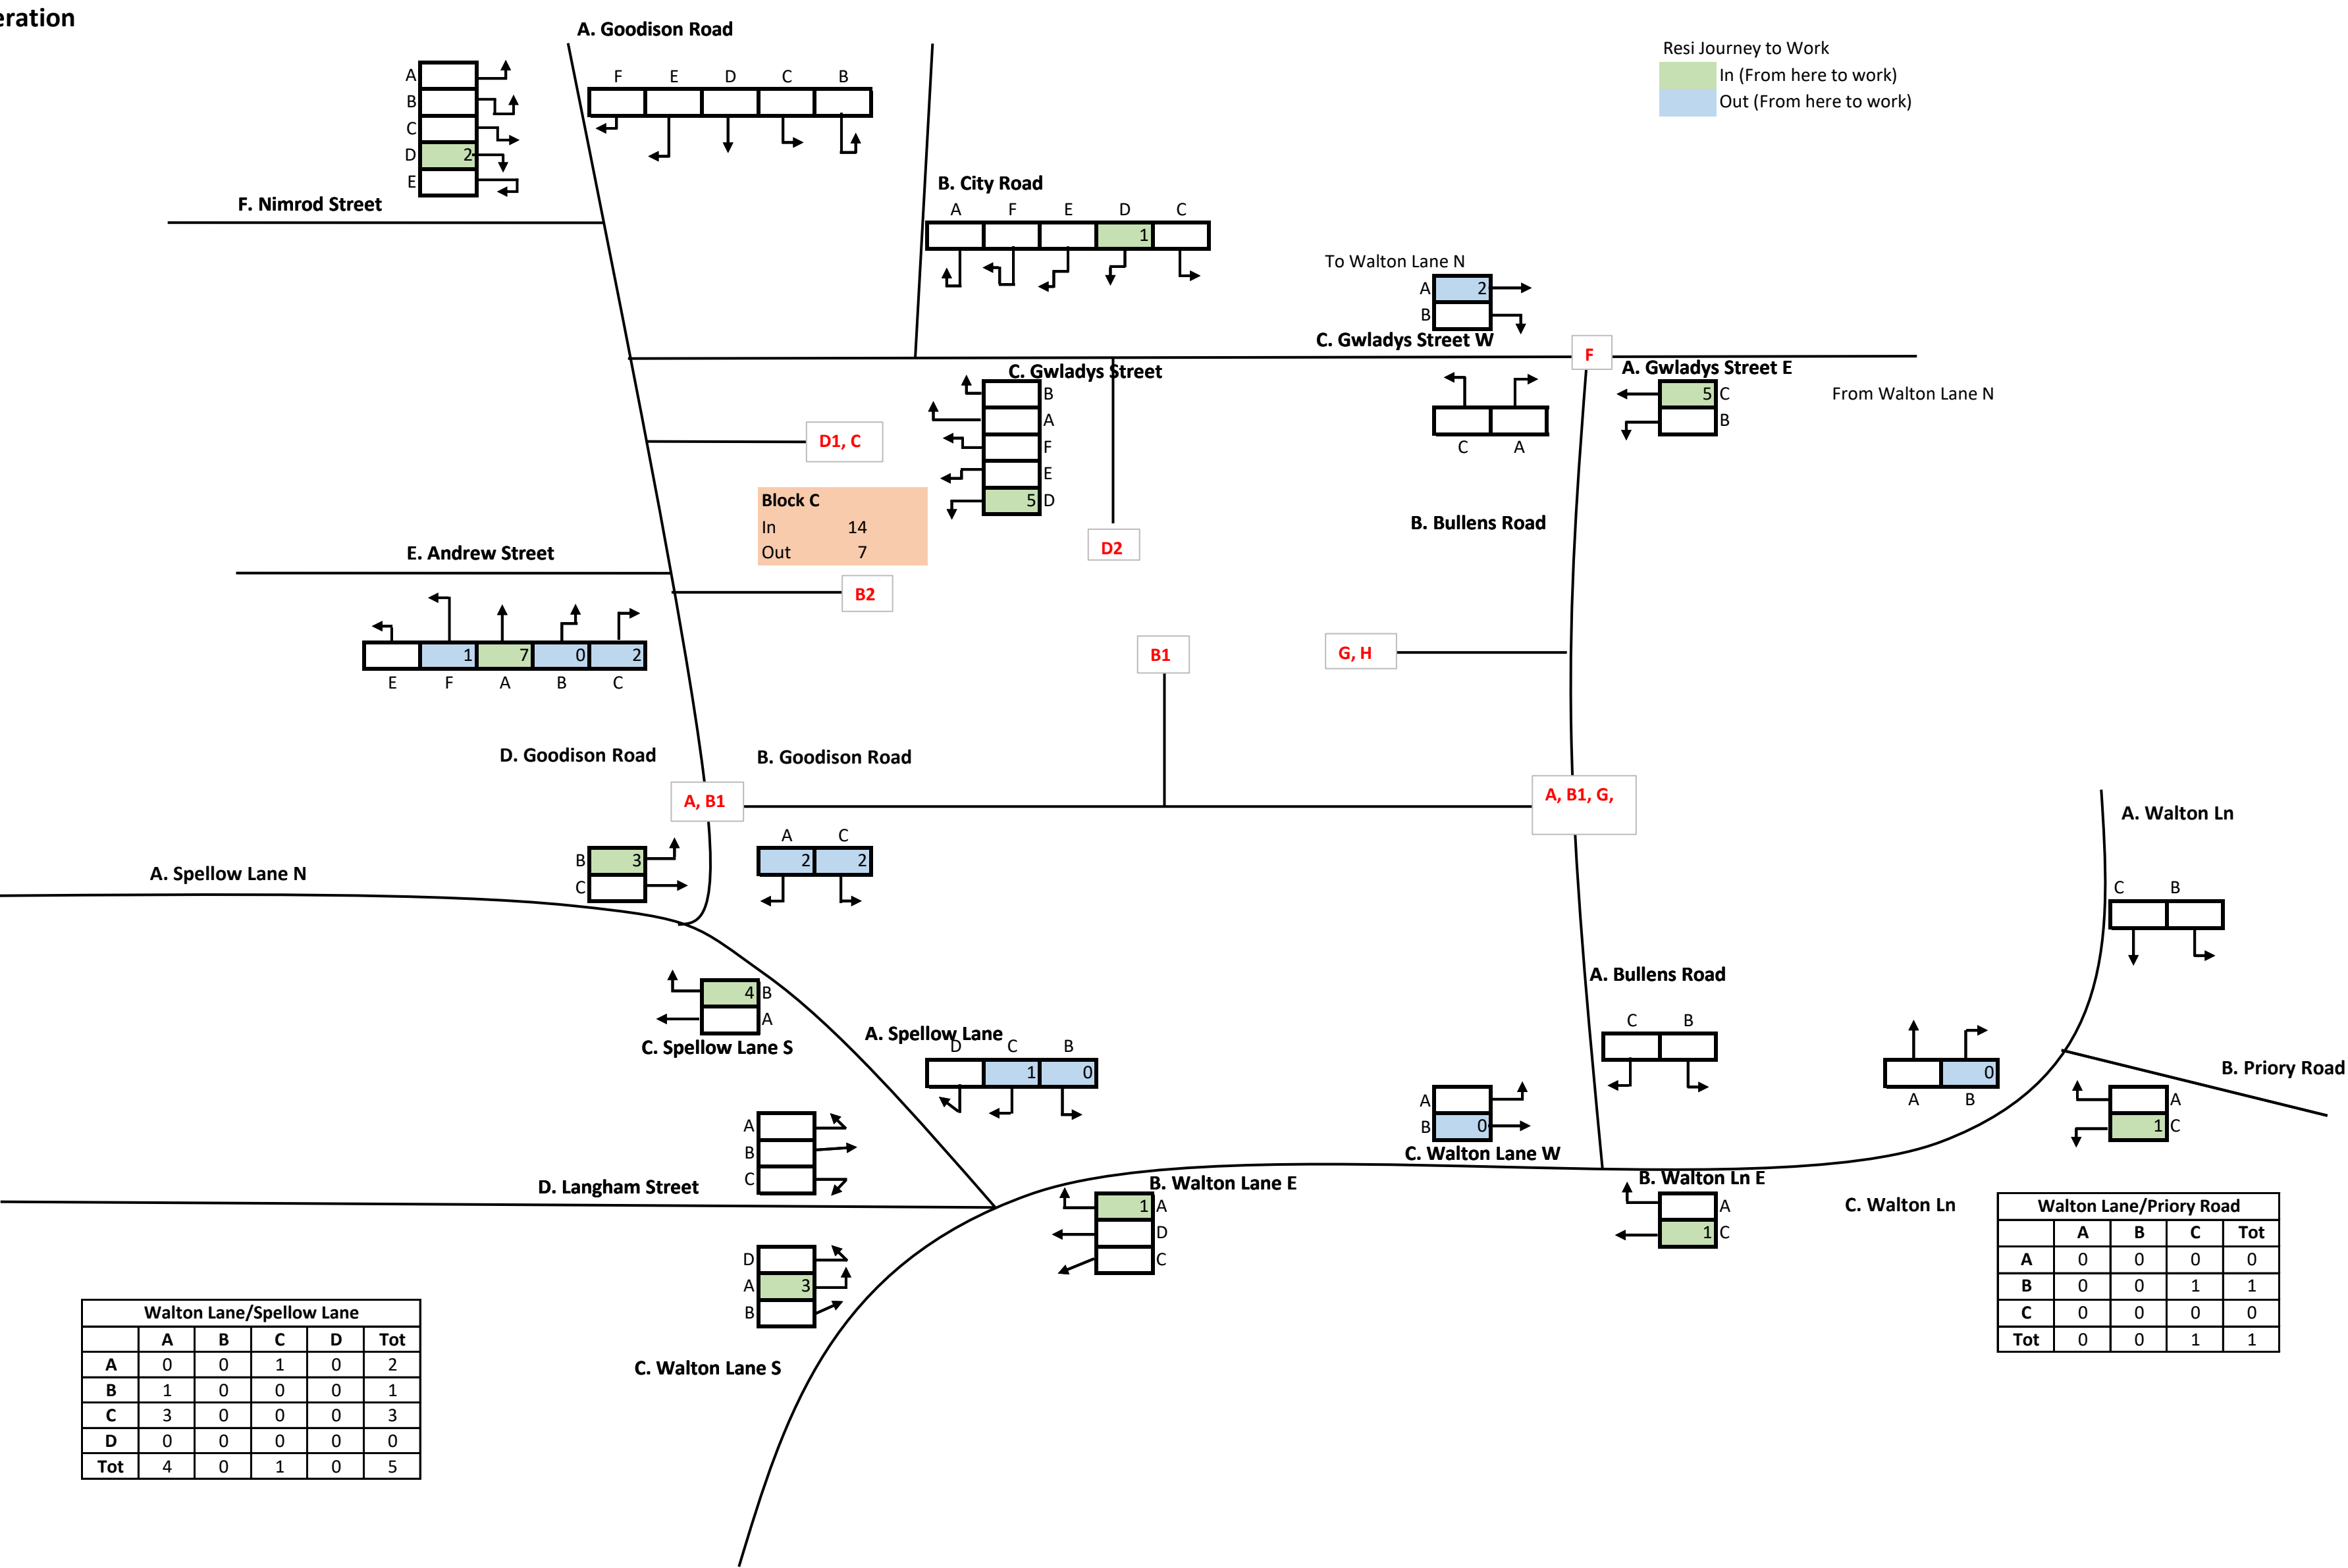 eration
A. Goodison Road
Resi Journey to Work
In (From here to work)
Out (From here to work)
F E D C B
A
B
C
D 2
E
F. Nimrod Street
B. City Road
A F E D C
1
To Walton Lane N
A 2
B
C. Gwladys Street W
F
A. Gwladys Street E
C. Gwladys Street
B
A
F
E
5 D
C A
5 C
B
From Walton Lane N
D1, C
Block C
In 14
Out 7
B. Bullens Road
D2
E. Andrew Street
B2
1 7 0 2
E F A B C
B1
G, H
D. Goodison Road
B. Goodison Road
A, B1
A, B1, G,
A. Walton Ln
A C
B 3
C
2 2
A. Spellow Lane N
C B
A. Bullens Road
4 B
A
C. Spellow Lane S
A. Spellow Lane
D C B
1 0
C B
0
A B
B. Priory Road
A
B 0
C. Walton Lane W
A
1 C
A
B
C
D. Langham Street
B. Walton Lane E
1 A
D
C
B. Walton Ln E
A
1 C
C. Walton Ln
Walton Lane/Priory Road
A B C Tot
A 0 0 0 0
B 0 0 1 1
C 0 0 0 0
Tot 0 0 1 1
D
A 3
B
C. Walton Lane S
Walton Lane/Spellow Lane
A B C D Tot
A 0 0 1 0 2
B 1 0 0 0 1
C 3 0 0 0 3
D 0 0 0 0 0
Tot 4 0 1 0 5